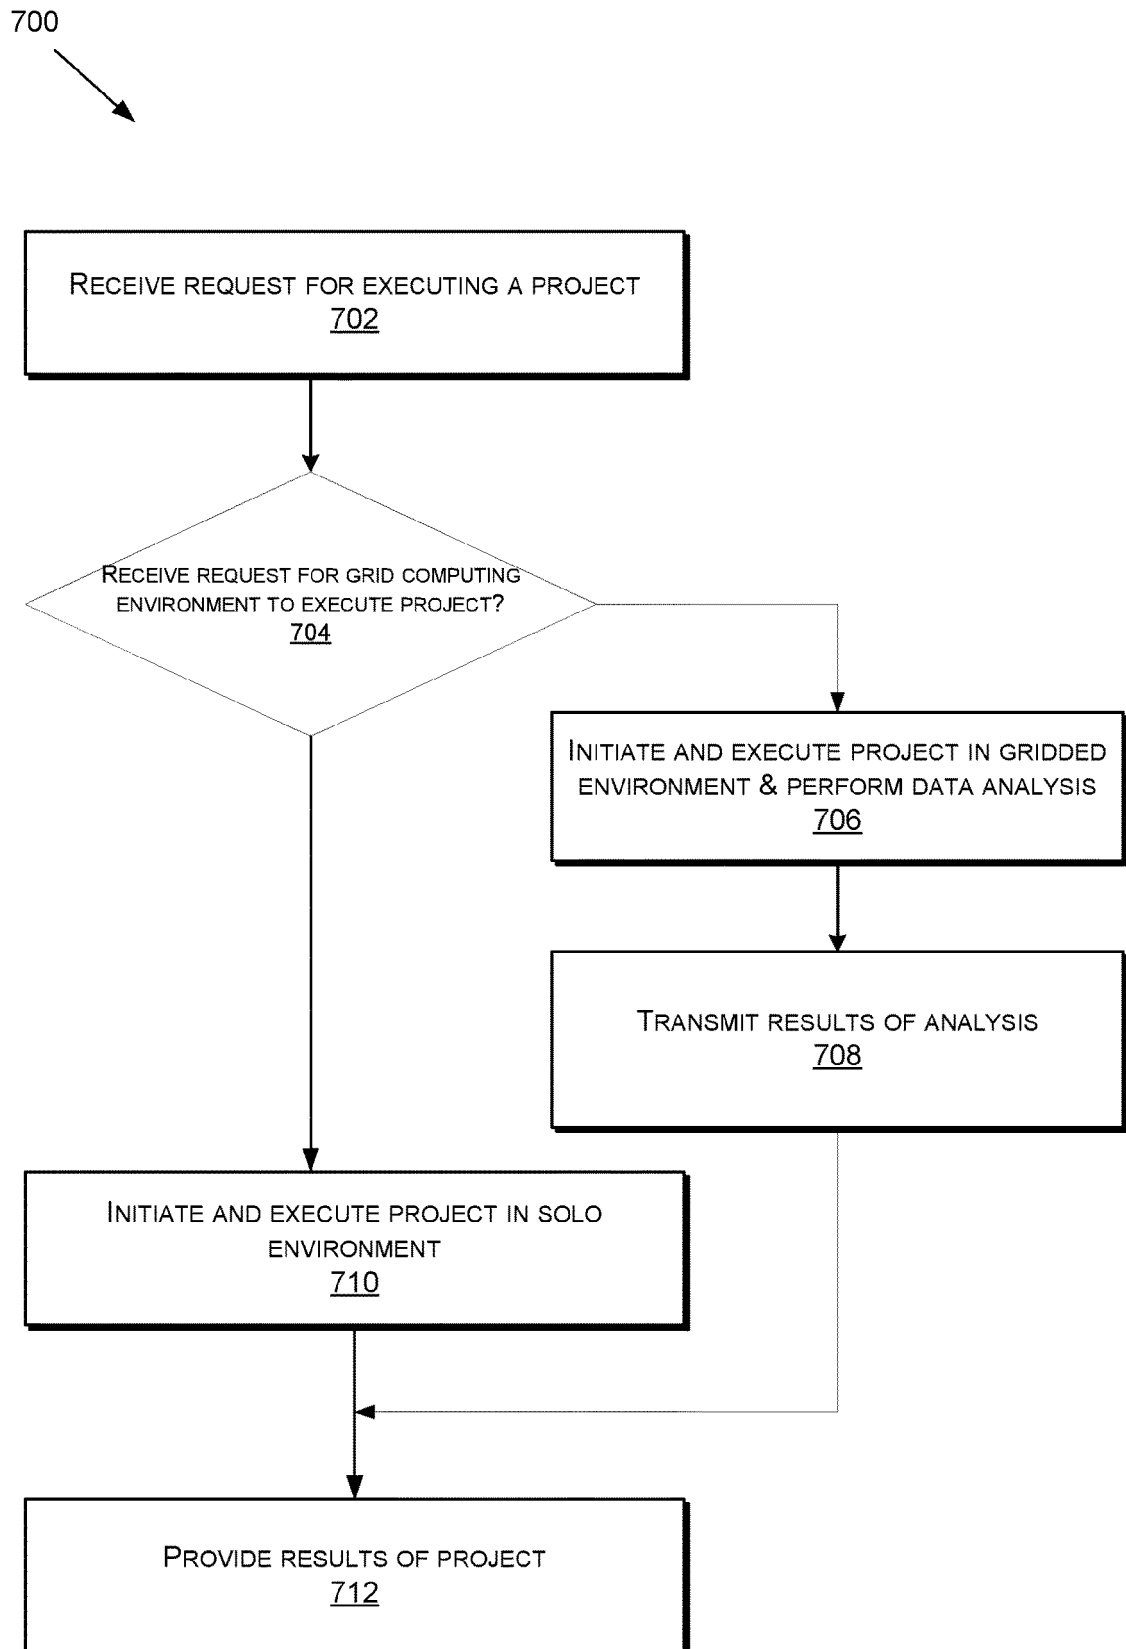 700
RECEIVE REQUEST FOR EXECUTING A PROJECT
702
RECEIVE REQUEST FOR GRID COMPUTING
ENVIRONMENT TO EXECUTE PROJECT?
704
INITIATE AND EXECUTE PROJECT IN GRIDDED
ENVIRONMENT & PERFORM DATA ANALYSIS
706
TRANSMIT RESULTS OF ANALYSIS
708
INITIATE AND EXECUTE PROJECT IN SOLO
ENVIRONMENT
710
PROVIDE RESULTS OF PROJECT
712